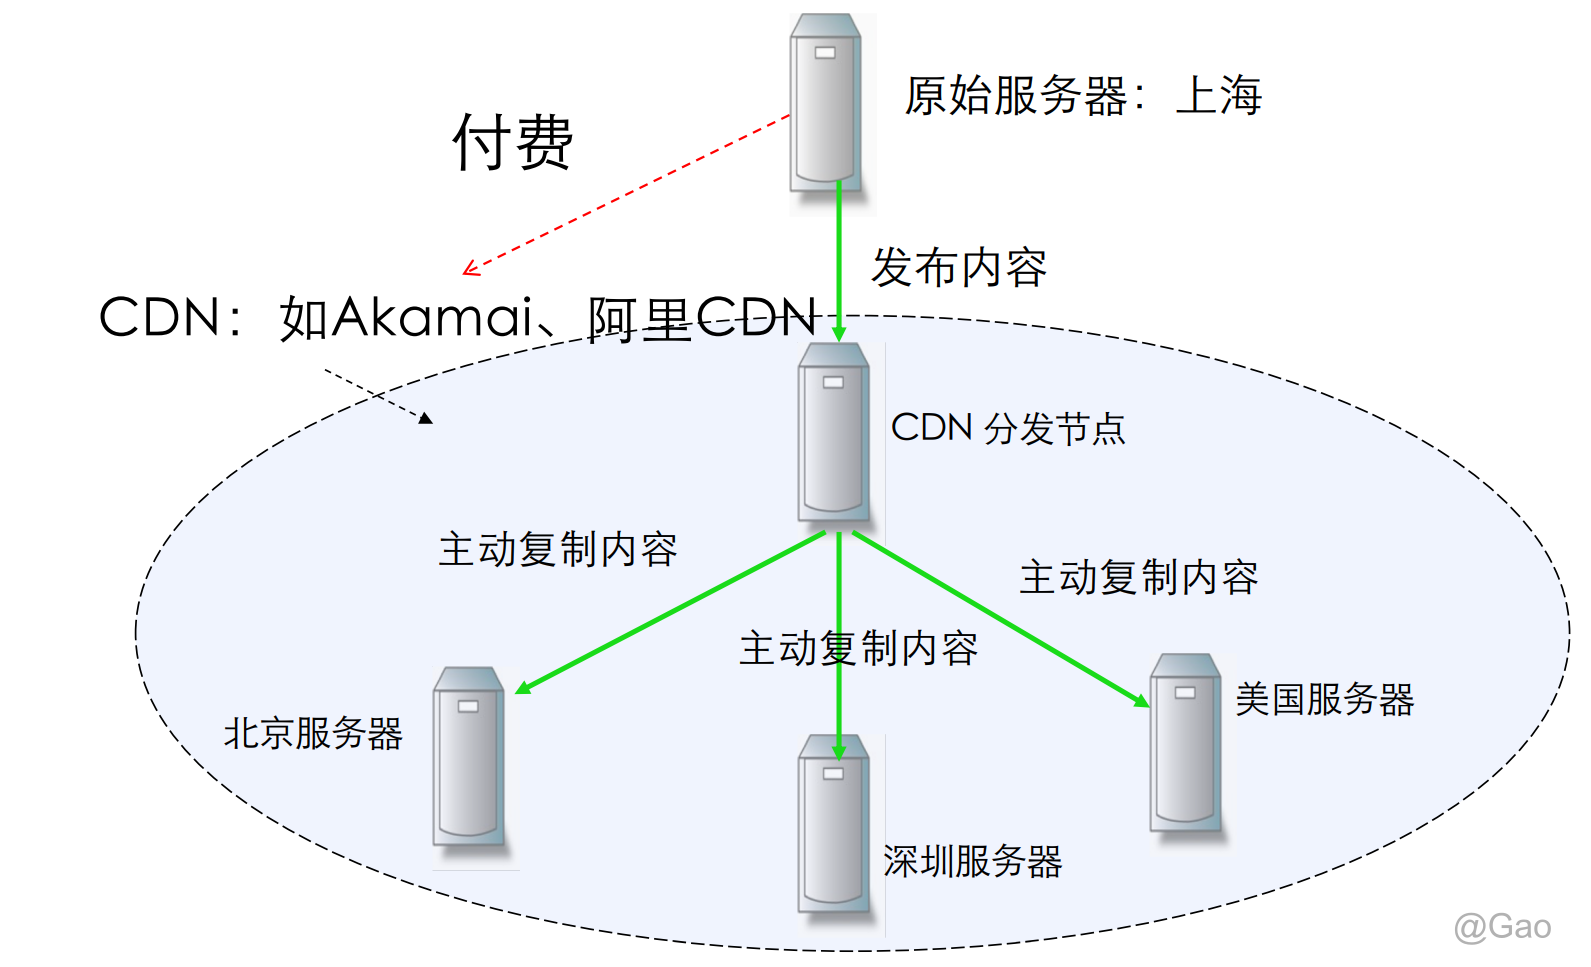 原始服务器：上海
付费
发布内容
CDN：如Akamai、阿里CDN
CDN 分发节点
主动复制内容
主动复制内容
主动复制内容
北京服务器
美国服务器
深圳服务器
@Gao